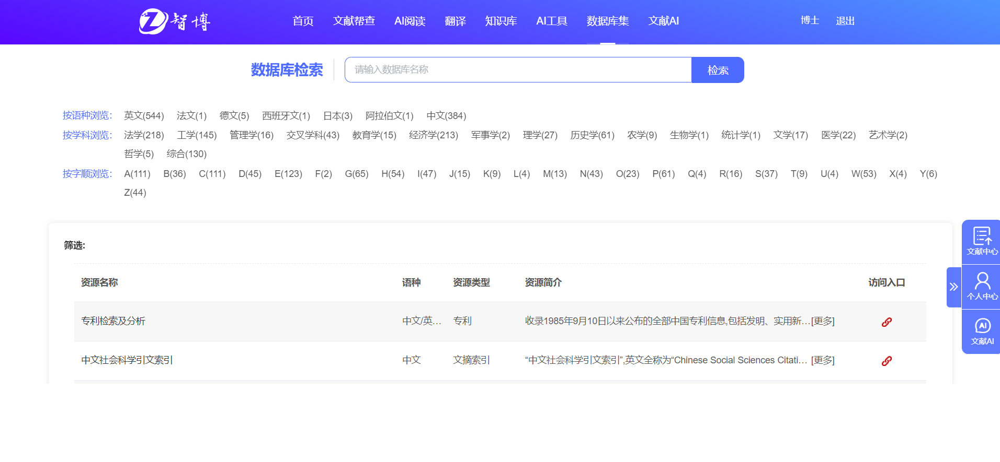 智博 首页 文献帮查 AI阅读 翻译 知识库 AI工具 数据库集 文献AI 博士 退出
数据库检索 请输入数据库名称 检索
按语种浏览: 英文(544) 法文(1) 德文(5) 西班牙文(1) 日本(3) 阿拉伯文(1) 中文(384)
按学科浏览: 法学(218) 工学(145) 管理学(16) 交叉学科(43) 教育学(15) 经济学(213) 军事学(2) 理学(27) 历史学(61) 农学(9) 生物学(1) 统计学(1) 文学(17) 医学(22) 艺术学(2)
哲学(5) 综合(130)
按字顺浏览: A(111) B(36) C(111) D(45) E(123) F(2) G(65) H(54) I(47) J(15) K(9) L(4) M(13) N(43) O(23) P(61) Q(4) R(16) S(37) T(9) U(4) W(53) X(4) Y(6)
Z(44)
筛选:
资源名称 语种 资源类型 资源简介 访问入口
专利检索及分析 中文/英... 专利 收录1985年9月10日以来公布的全部中国专利信息,包括发明、实用新...[更多]
中文社会科学引文索引 中文 文摘索引 “中文社会科学引文索引”,英文全称为“Chinese Social Sciences Citati... [更多]
文献中心
个人中心
AI
文献AI